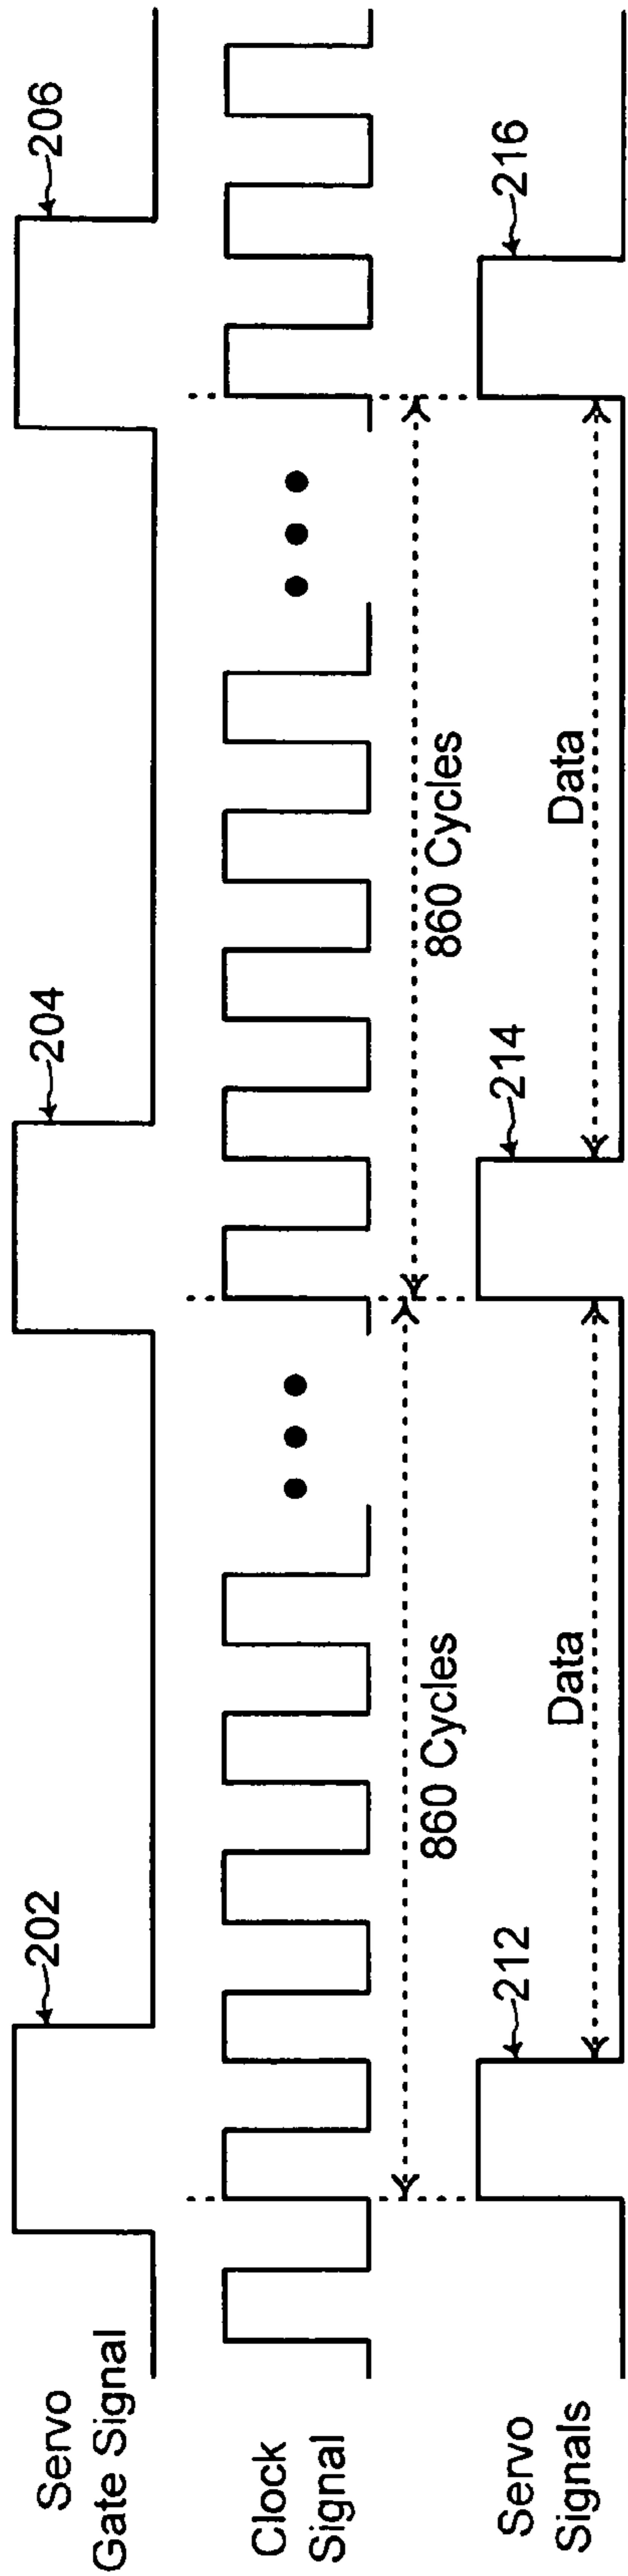 Servo
Gate Signal
202
204
206
Clock
Signal
860 Cycles
860 Cycles
Servo
Signals
212
214
216
Data
Data